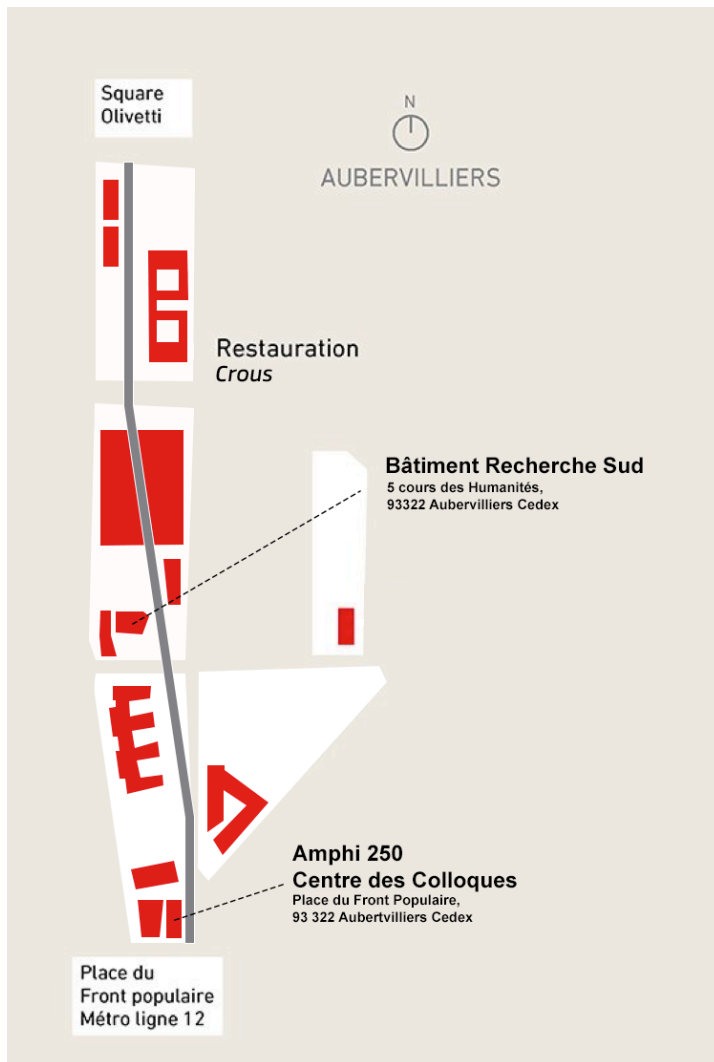 Square
Olivetti
N
AUBERVILLIERS
Restauration
Crous
Bâtiment Recherche Sud
5 cours des Humanités,
93322 Aubervilliers Cedex
Amphi 250
Centre des Colloques
Place du Front Populaire,
93 322 Aubertvilliers Cedex
Place du
Front populaire
Métro ligne 12